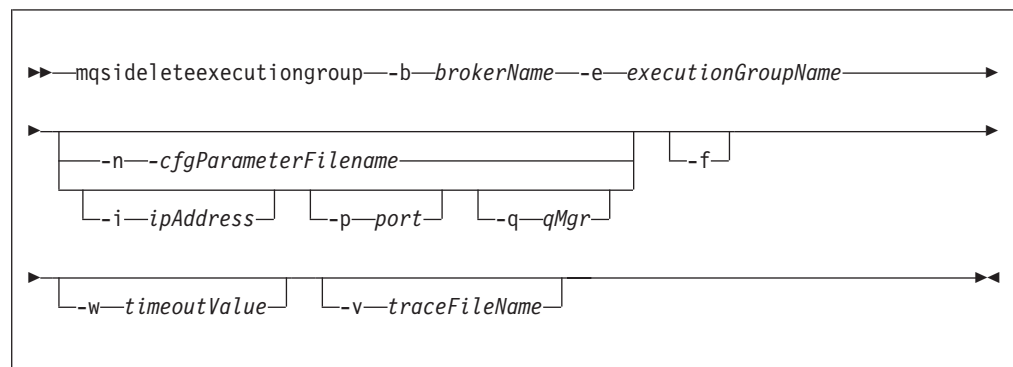 mqsideleteexecutiongroup -b brokerName -e executionGroupName
-n -cfgParameterFilename
-f
-i ipAddress -p port -q qMgr
-w timeoutValue -v traceFileName